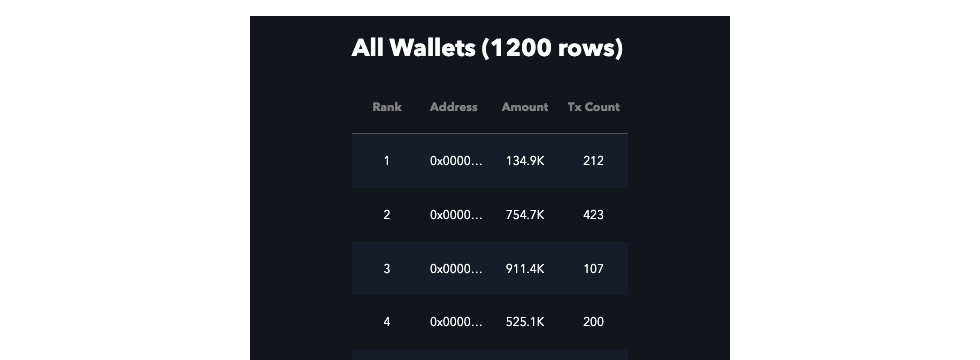 All Wallets (1200 rows)
Rank Address Amount Tx Count
1 0x0000... 134.9K 212
2 0x0000... 754.7K 423
3 0x0000... 911.4K 107
4 0x0000... 525.1K 200